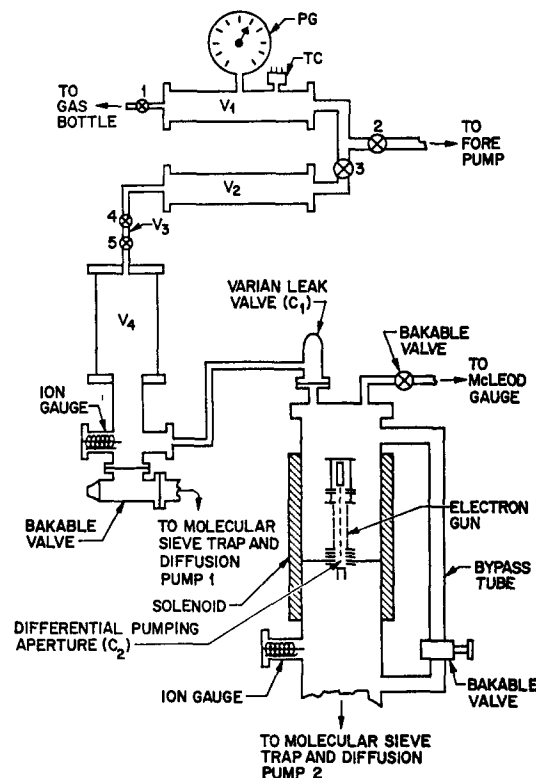 PG
TC
1
TO
GAS
BOTTLE
V1
2
TO
FORE
PUMP
3
V2
4
V3
5
V4
VARIAN LEAK
VALVE (C1)
BAKABLE
VALVE
TO
McLEOD
GAUGE
ION
GAUGE
BAKABLE
VALVE
TO MOLECULAR
SIEVE TRAP AND
DIFFUSION
PUMP 1
ELECTRON
GUN
SOLENOID
BYPASS
TUBE
DIFFERENTIAL PUMPING
APERTURE (C2)
ION GAUGE
BAKABLE
VALVE
TO MOLECULAR SIEVE
TRAP AND DIFFUSION
PUMP 2